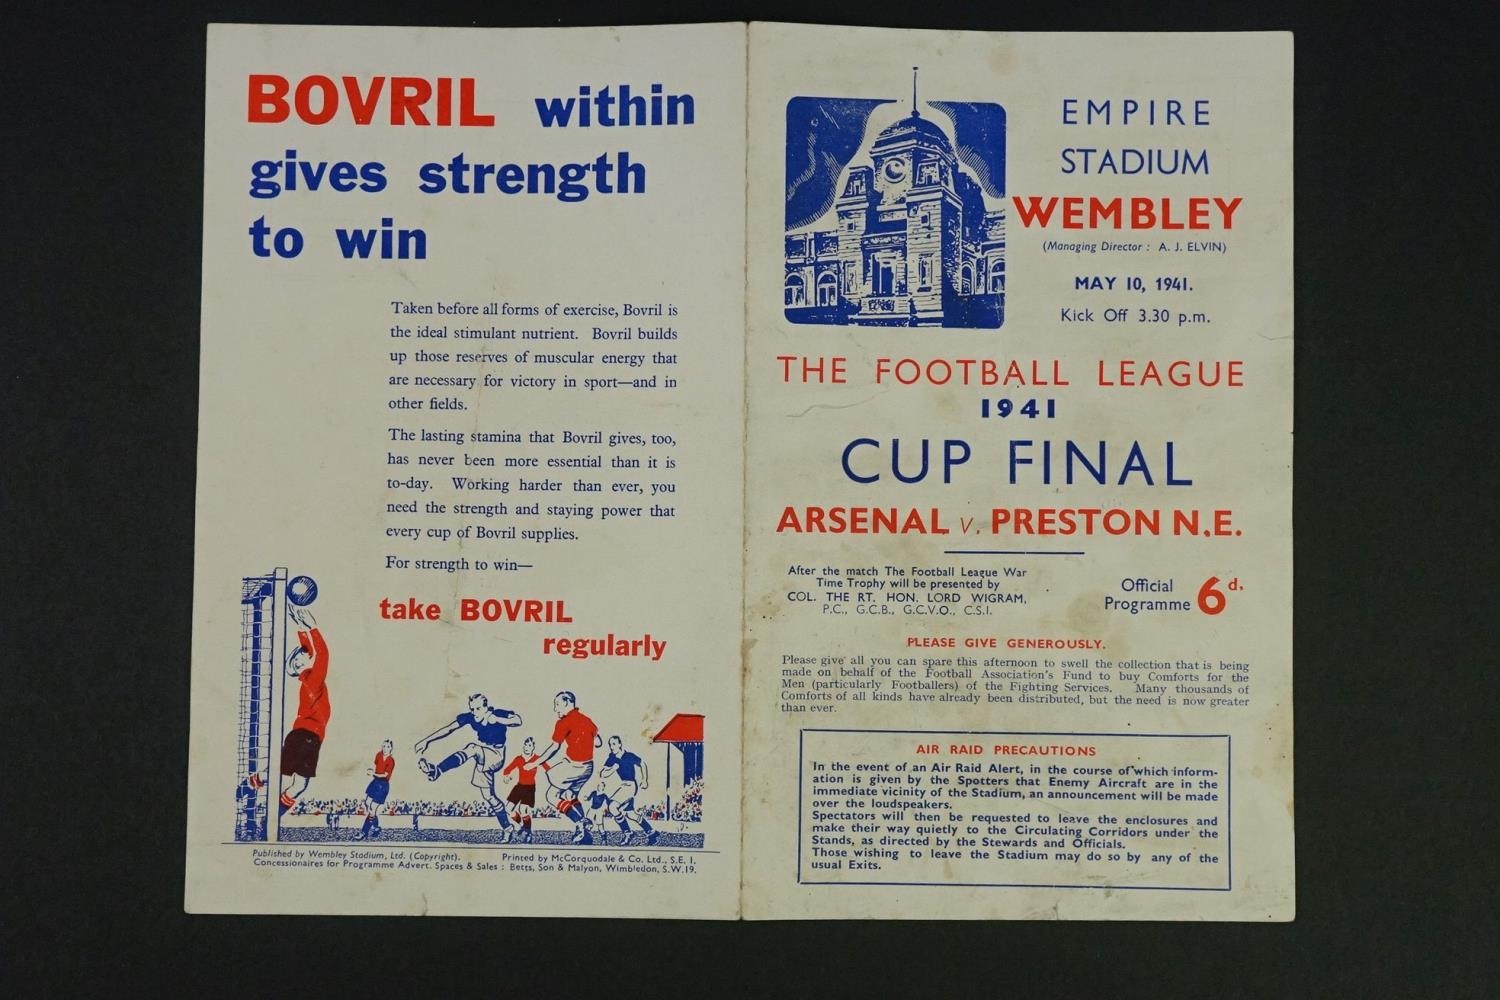 BOVRIL within
gives strength
to win
Taken before all forms of exercise, Bovril is
the ideal stimulant nutrient. Bovril builds
up those reserves of muscular energy that
are necessary for victory in sport—and in
other fields.
The lasting stamina that Bovril gives, too,
has never been more essential than it is
to-day. Working harder than ever, you
need the strength and staying power that
every cup of Bovril supplies.
For strength to win—
take BOVRIL
regularly
Published by Wembley Stadium, Ltd. (Copyright). Printed by McCorquodale & Co. Ltd., S.E. 1.
Concessionaires for Programme Advert. Spaces & Sales : Betts, Son & Malyon, Wimbledon, S.W.19.
EMPIRE
STADIUM
WEMBLEY
(Managing Director : A. J. ELVIN)
MAY 10, 1941.
Kick Off 3.30 p.m.
THE FOOTBALL LEAGUE
1941
CUP FINAL
ARSENAL v. PRESTON N.E.
After the match The Football League War
Time Trophy will be presented by
COL. THE RT. HON. LORD WIGRAM,
P.C., G.C.B., G.C.V.O., C.S.I.
Official
Programme 6d.
PLEASE GIVE GENEROUSLY.
Please give all you can spare this afternoon to swell the collection that is being
made on behalf of the Football Association's Fund to buy Comforts for the
Men (particularly Footballers) of the Fighting Services. Many thousands of
Comforts of all kinds have already been distributed, but the need is now greater
than ever.
AIR RAID PRECAUTIONS
In the event of an Air Raid Alert, in the course of which inform-
ation is given by the Spotters that Enemy Aircraft are in the
immediate vicinity of the Stadium, an announcement will be made
over the loudspeakers.
Spectators will then be requested to leave the enclosures and
make their way quietly to the Circulating Corridors under the
Stands, as directed by the Stewards and Officials.
Those wishing to leave the Stadium may do so by any of the
usual Exits.